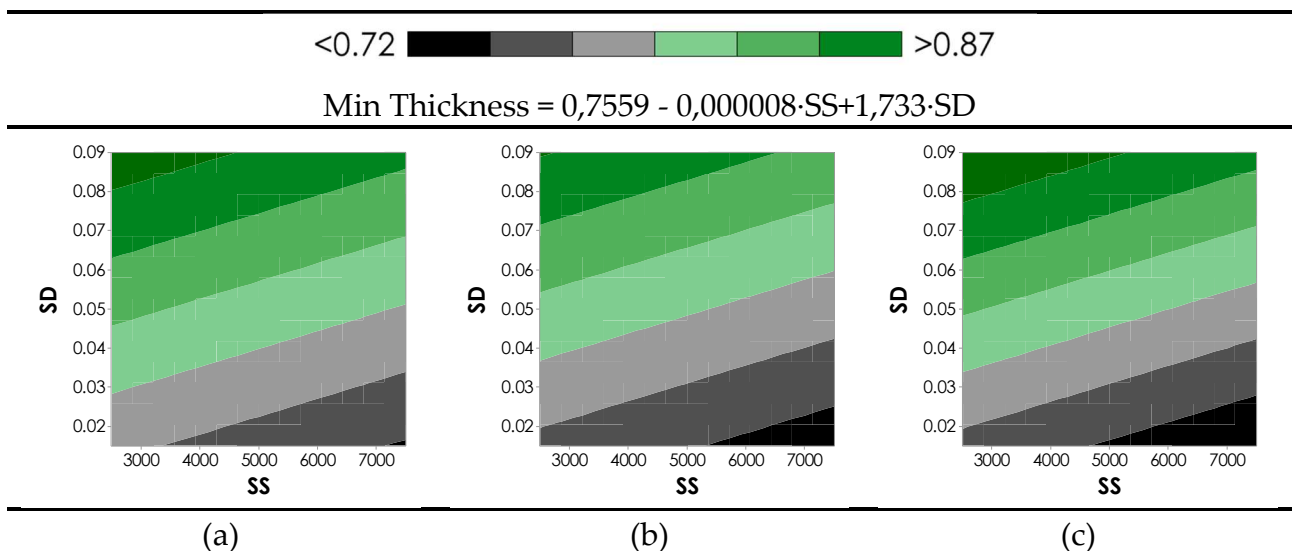 <0.72 >0.87
Min Thickness = 0,7559 - 0,000008·SS+1,733·SD
0.09 0.09 0.09
0.08 0.08 0.08
0.07 0.07 0.07
0.06 0.06 0.06
SD SD SD
0.05 0.05 0.05
0.04 0.04 0.04
0.03 0.03 0.03
0.02 0.02 0.02
3000 4000 5000 6000 7000 3000 4000 5000 6000 7000 3000 4000 5000 6000 7000
SS SS SS
(a) (b) (c)